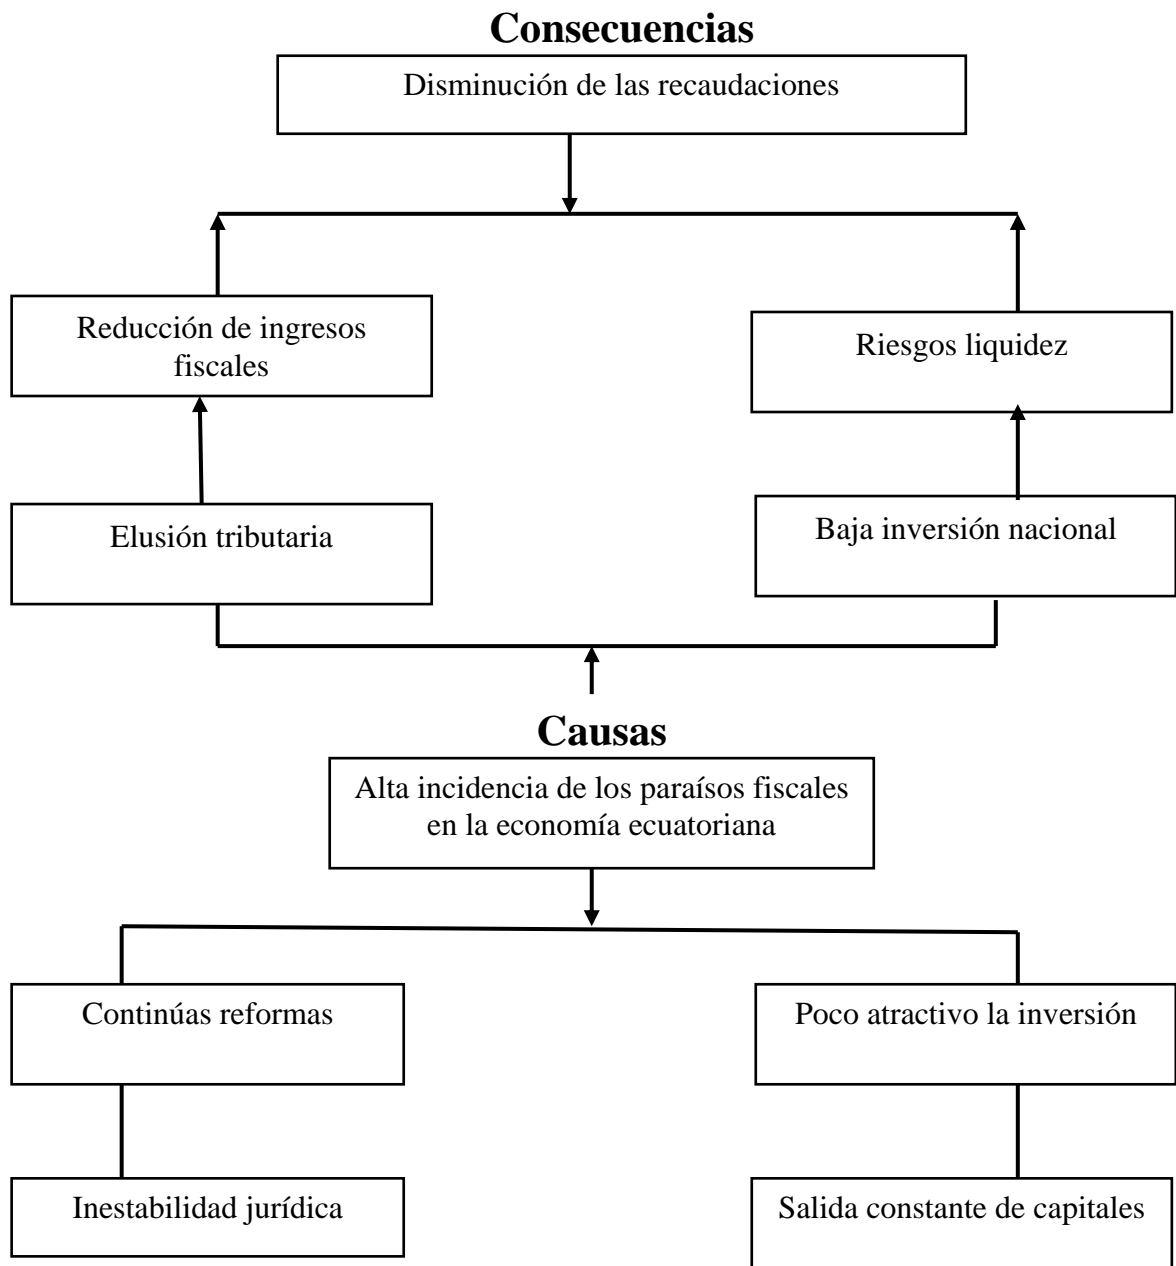 Consecuencias
Disminución de las recaudaciones
Reducción de ingresos
fiscales
Riesgos liquidez
Elusión tributaria
Baja inversión nacional
Causas
Alta incidencia de los paraísos fiscales
en la economía ecuatoriana
Continúas reformas
Poco atractivo la inversión
Inestabilidad jurídica
Salida constante de capitales